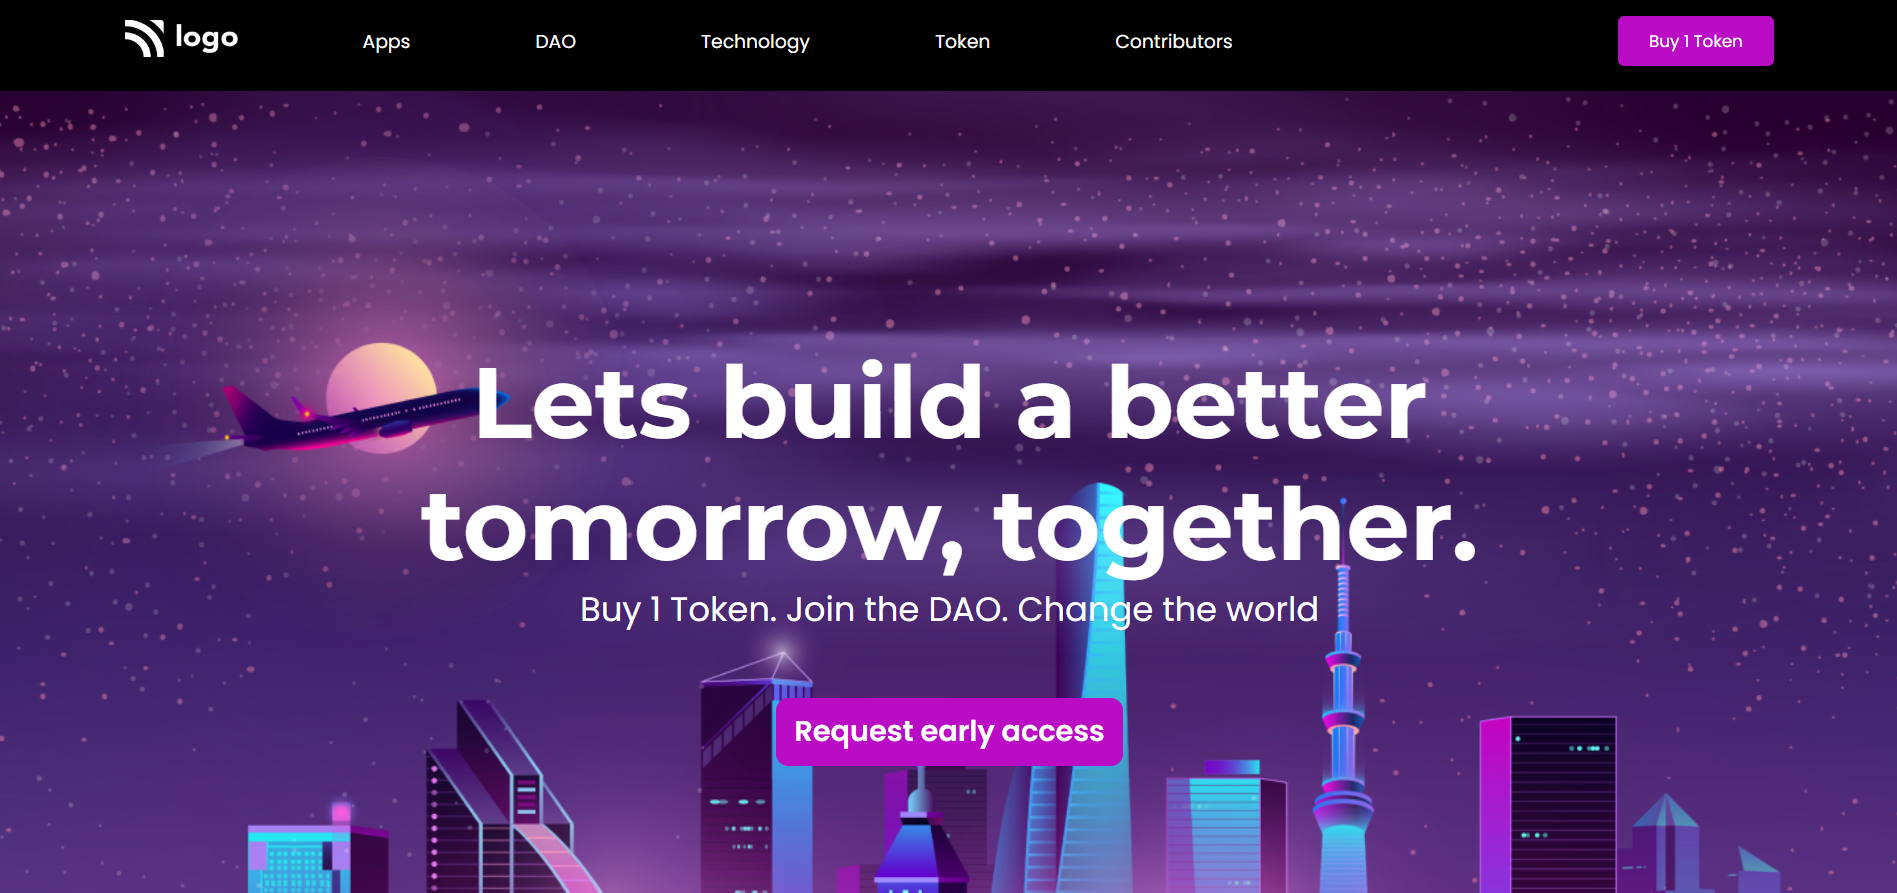 logo
Apps
DAO
Technology
Token
Contributors
Buy 1 Token
Lets build a better
tomorrow, together.
Buy 1 Token. Join the DAO. Change the world
Request early access